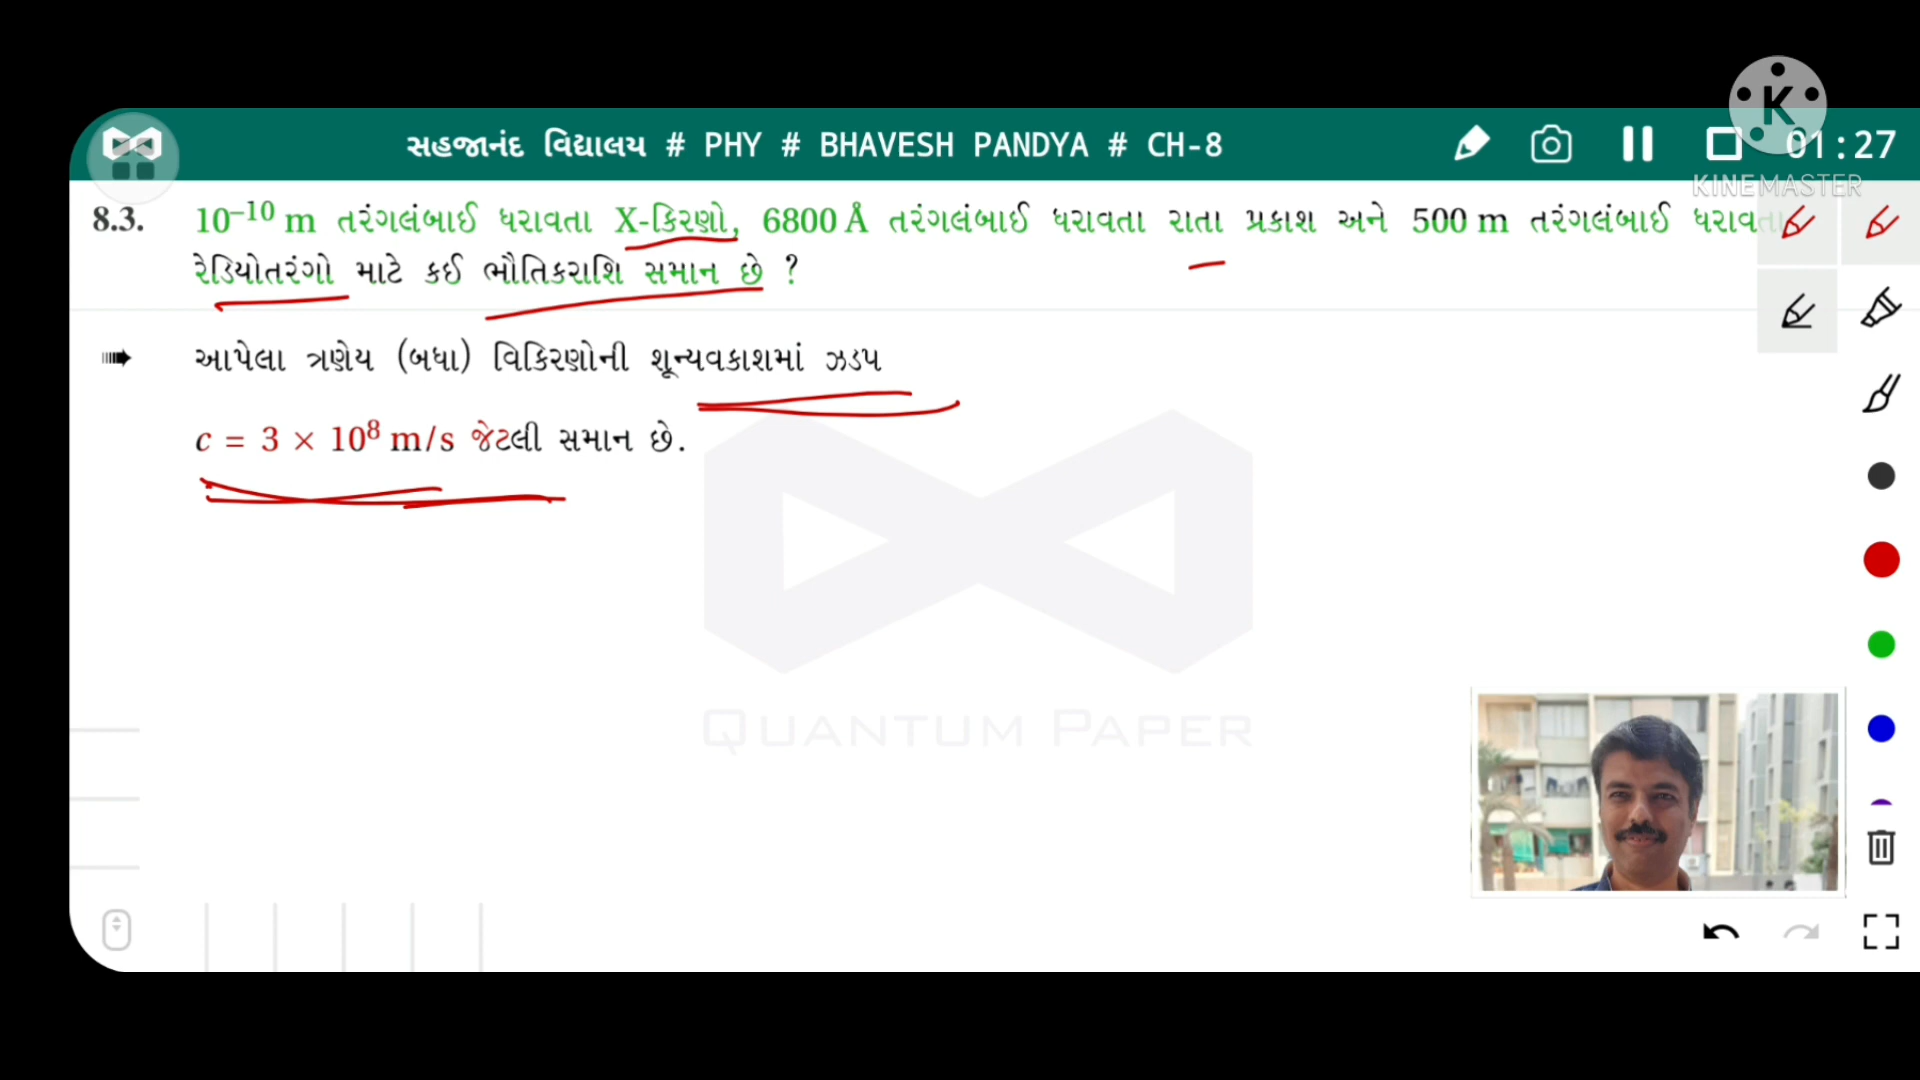 સહજાનંદ વિદ્યાલય # PHY # BHAVESH PANDYA # CH-8
01:27
K
KINEMASTER
8.3. 10⁻¹⁰ m તરંગલંબાઈ ધરાવતા X-કિરણો, 6800 Å તરંગલંબાઈ ધરાવતા રાતા પ્રકાશ અને 500 m તરંગલંબાઈ ધરાવતા
રેડિયોતરંગો માટે કઈ ભૌતિકરાશિ સમાન છે ?
આપેલા ત્રણેય (બધા) વિકિરણોની શૂન્યવકાશમાં ઝડપ
c = 3 × 10⁸ m/s જેટલી સમાન છે.
QUANTUM PAPER